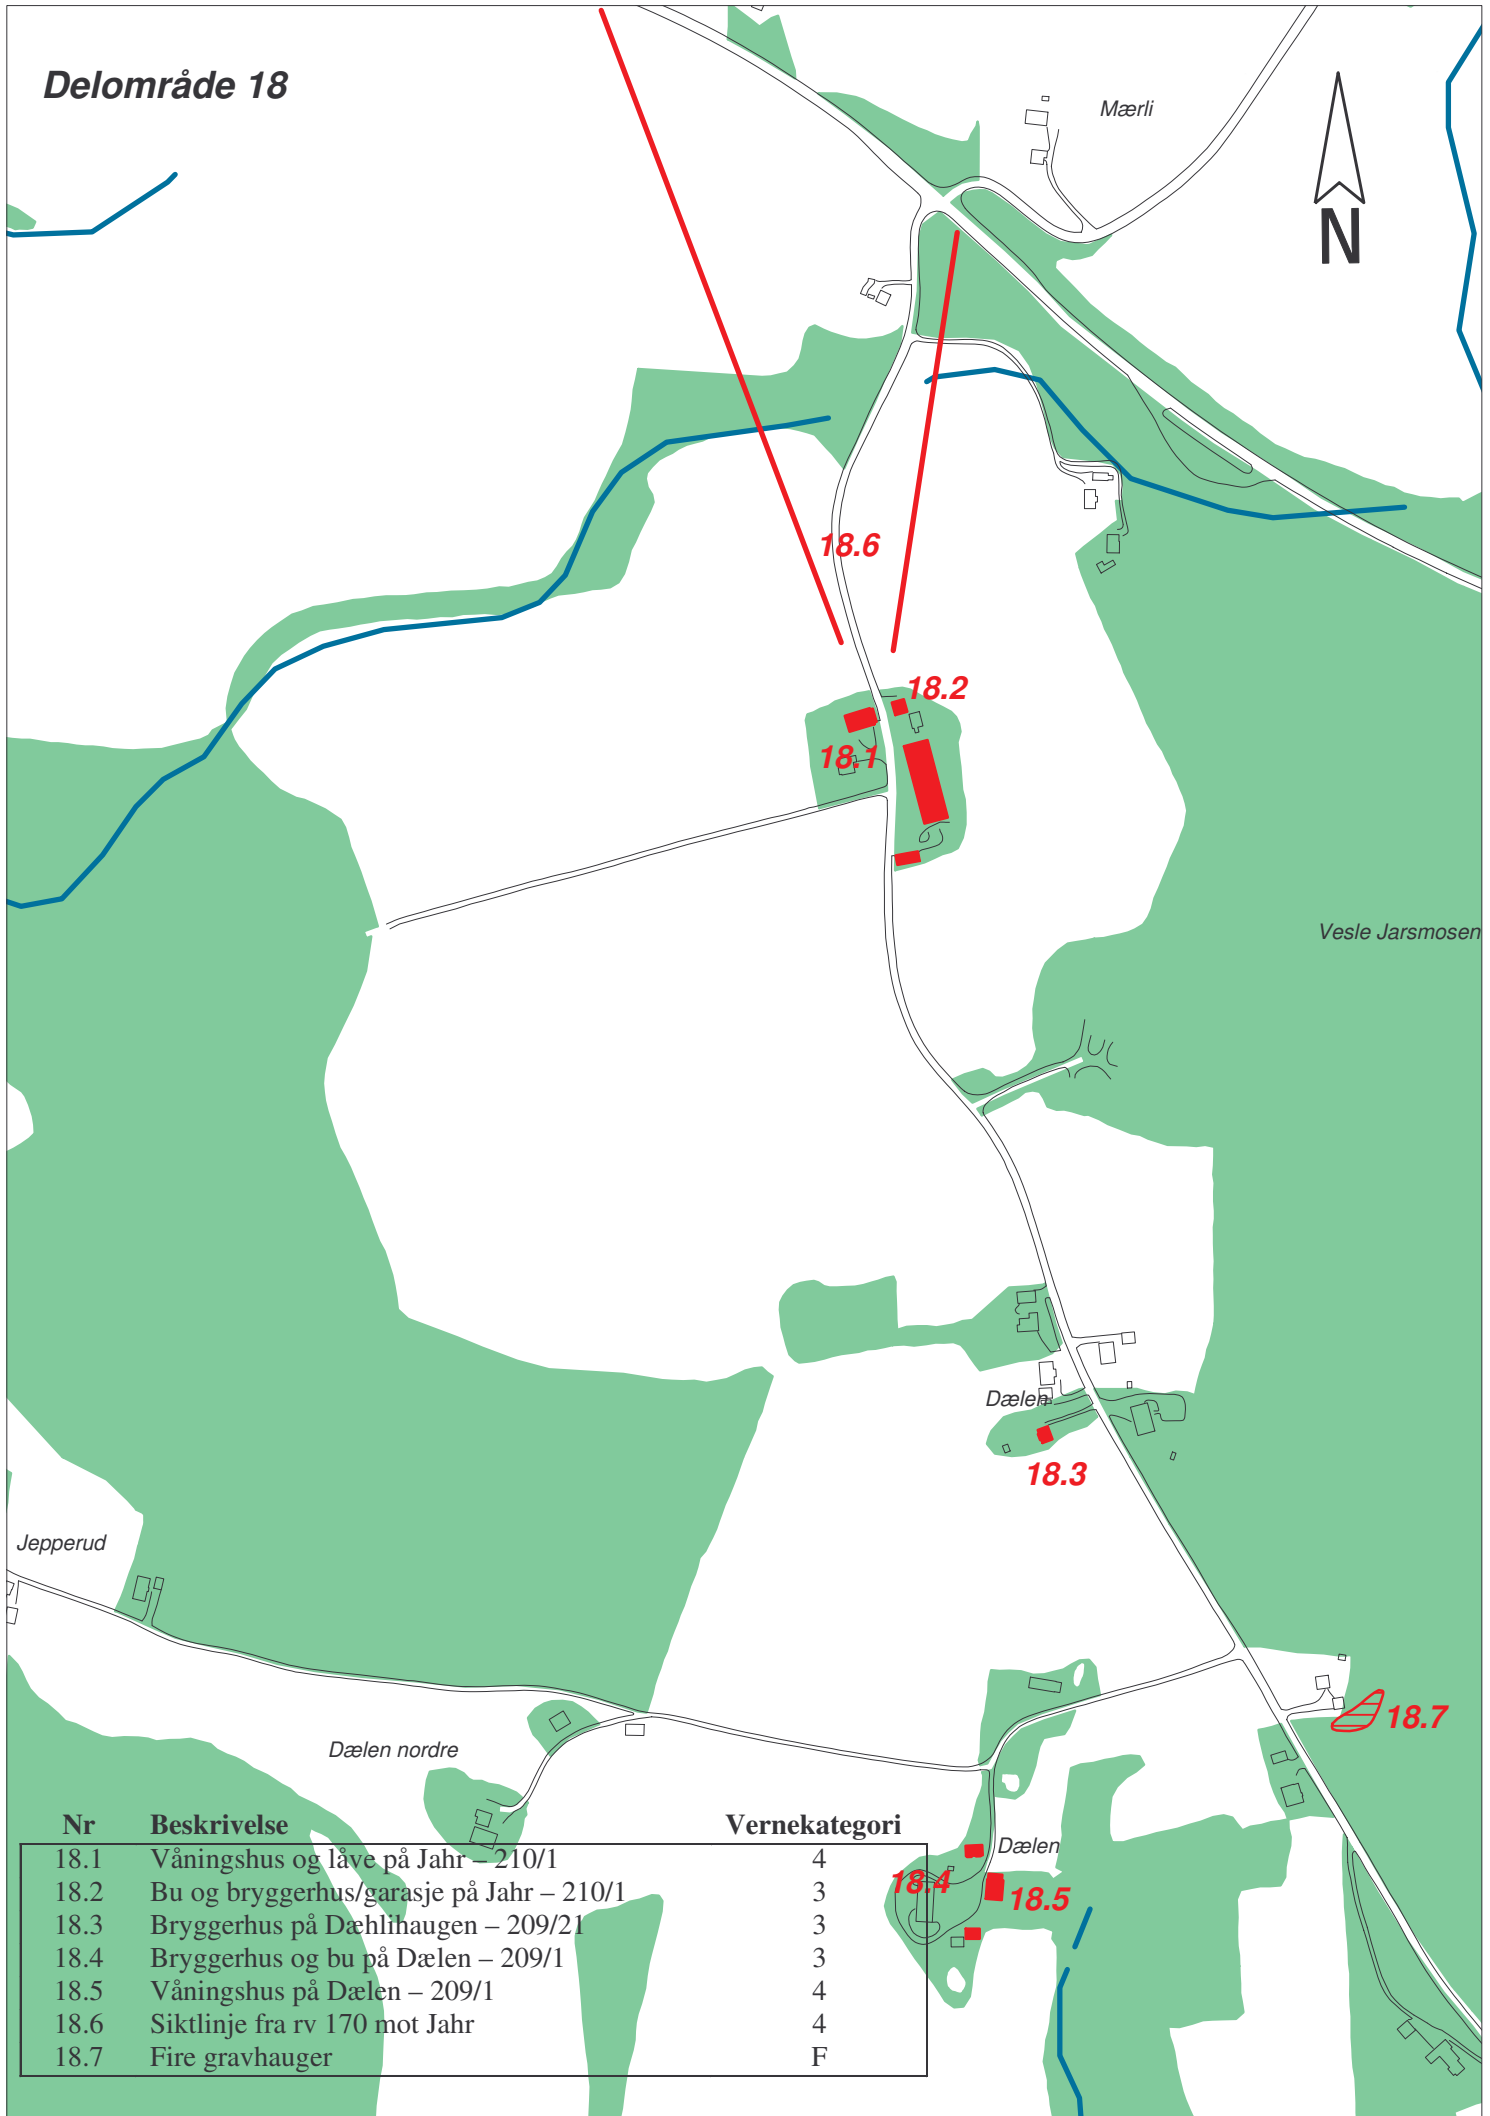 Delområde 18
Mærli
N
18.6
18.2
18.1
Vesle Jarsmosen
Dælen
18.3
Jepperud
18.7
Dælen nordre
Dælen
18.4
18.5
Nr Beskrivelse Vernekategori
18.1 Våningshus og låve på Jahr – 210/1 4
18.2 Bu og bryggerhus/garasje på Jahr – 210/1 3
18.3 Bryggerhus på Dæhlihaugen – 209/21 3
18.4 Bryggerhus og bu på Dælen – 209/1 3
18.5 Våningshus på Dælen – 209/1 4
18.6 Siktlinje fra rv 170 mot Jahr 4
18.7 Fire gravhauger F